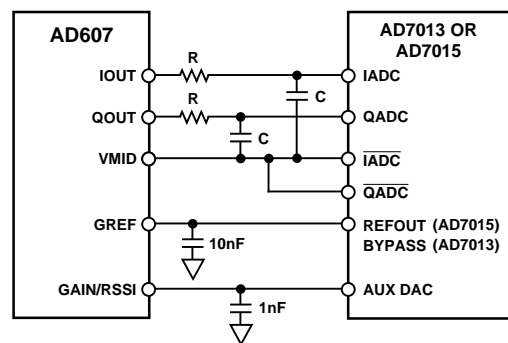 AD607
AD7013 OR
AD7015
IOUT
R
IADC
C
QOUT
R
QADC
C
VMID
IADC
QADC
GREF
REFOUT (AD7015)
10nF
BYPASS (AD7013)
GAIN/RSSI
AUX DAC
1nF